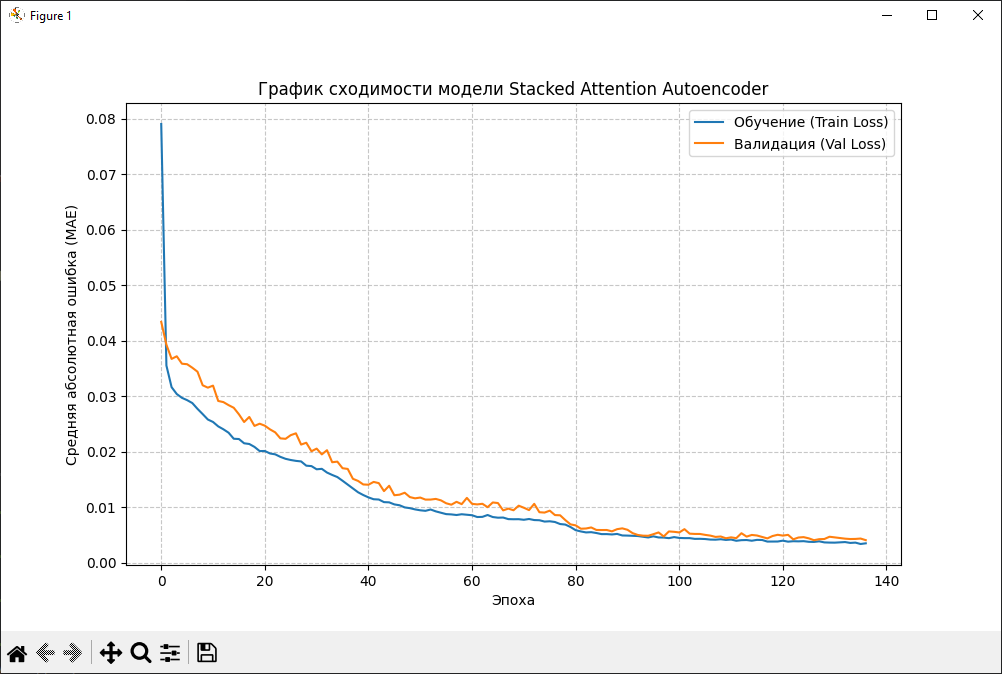 Figure 1
График сходимости модели Stacked Attention Autoencoder
Обучение (Train Loss)
Валидация (Val Loss)
Средняя абсолютная ошибка (MAE)
0.08
0.07
0.06
0.05
0.04
0.03
0.02
0.01
0.00
0 20 40 60 80 100 120 140
Эпоха